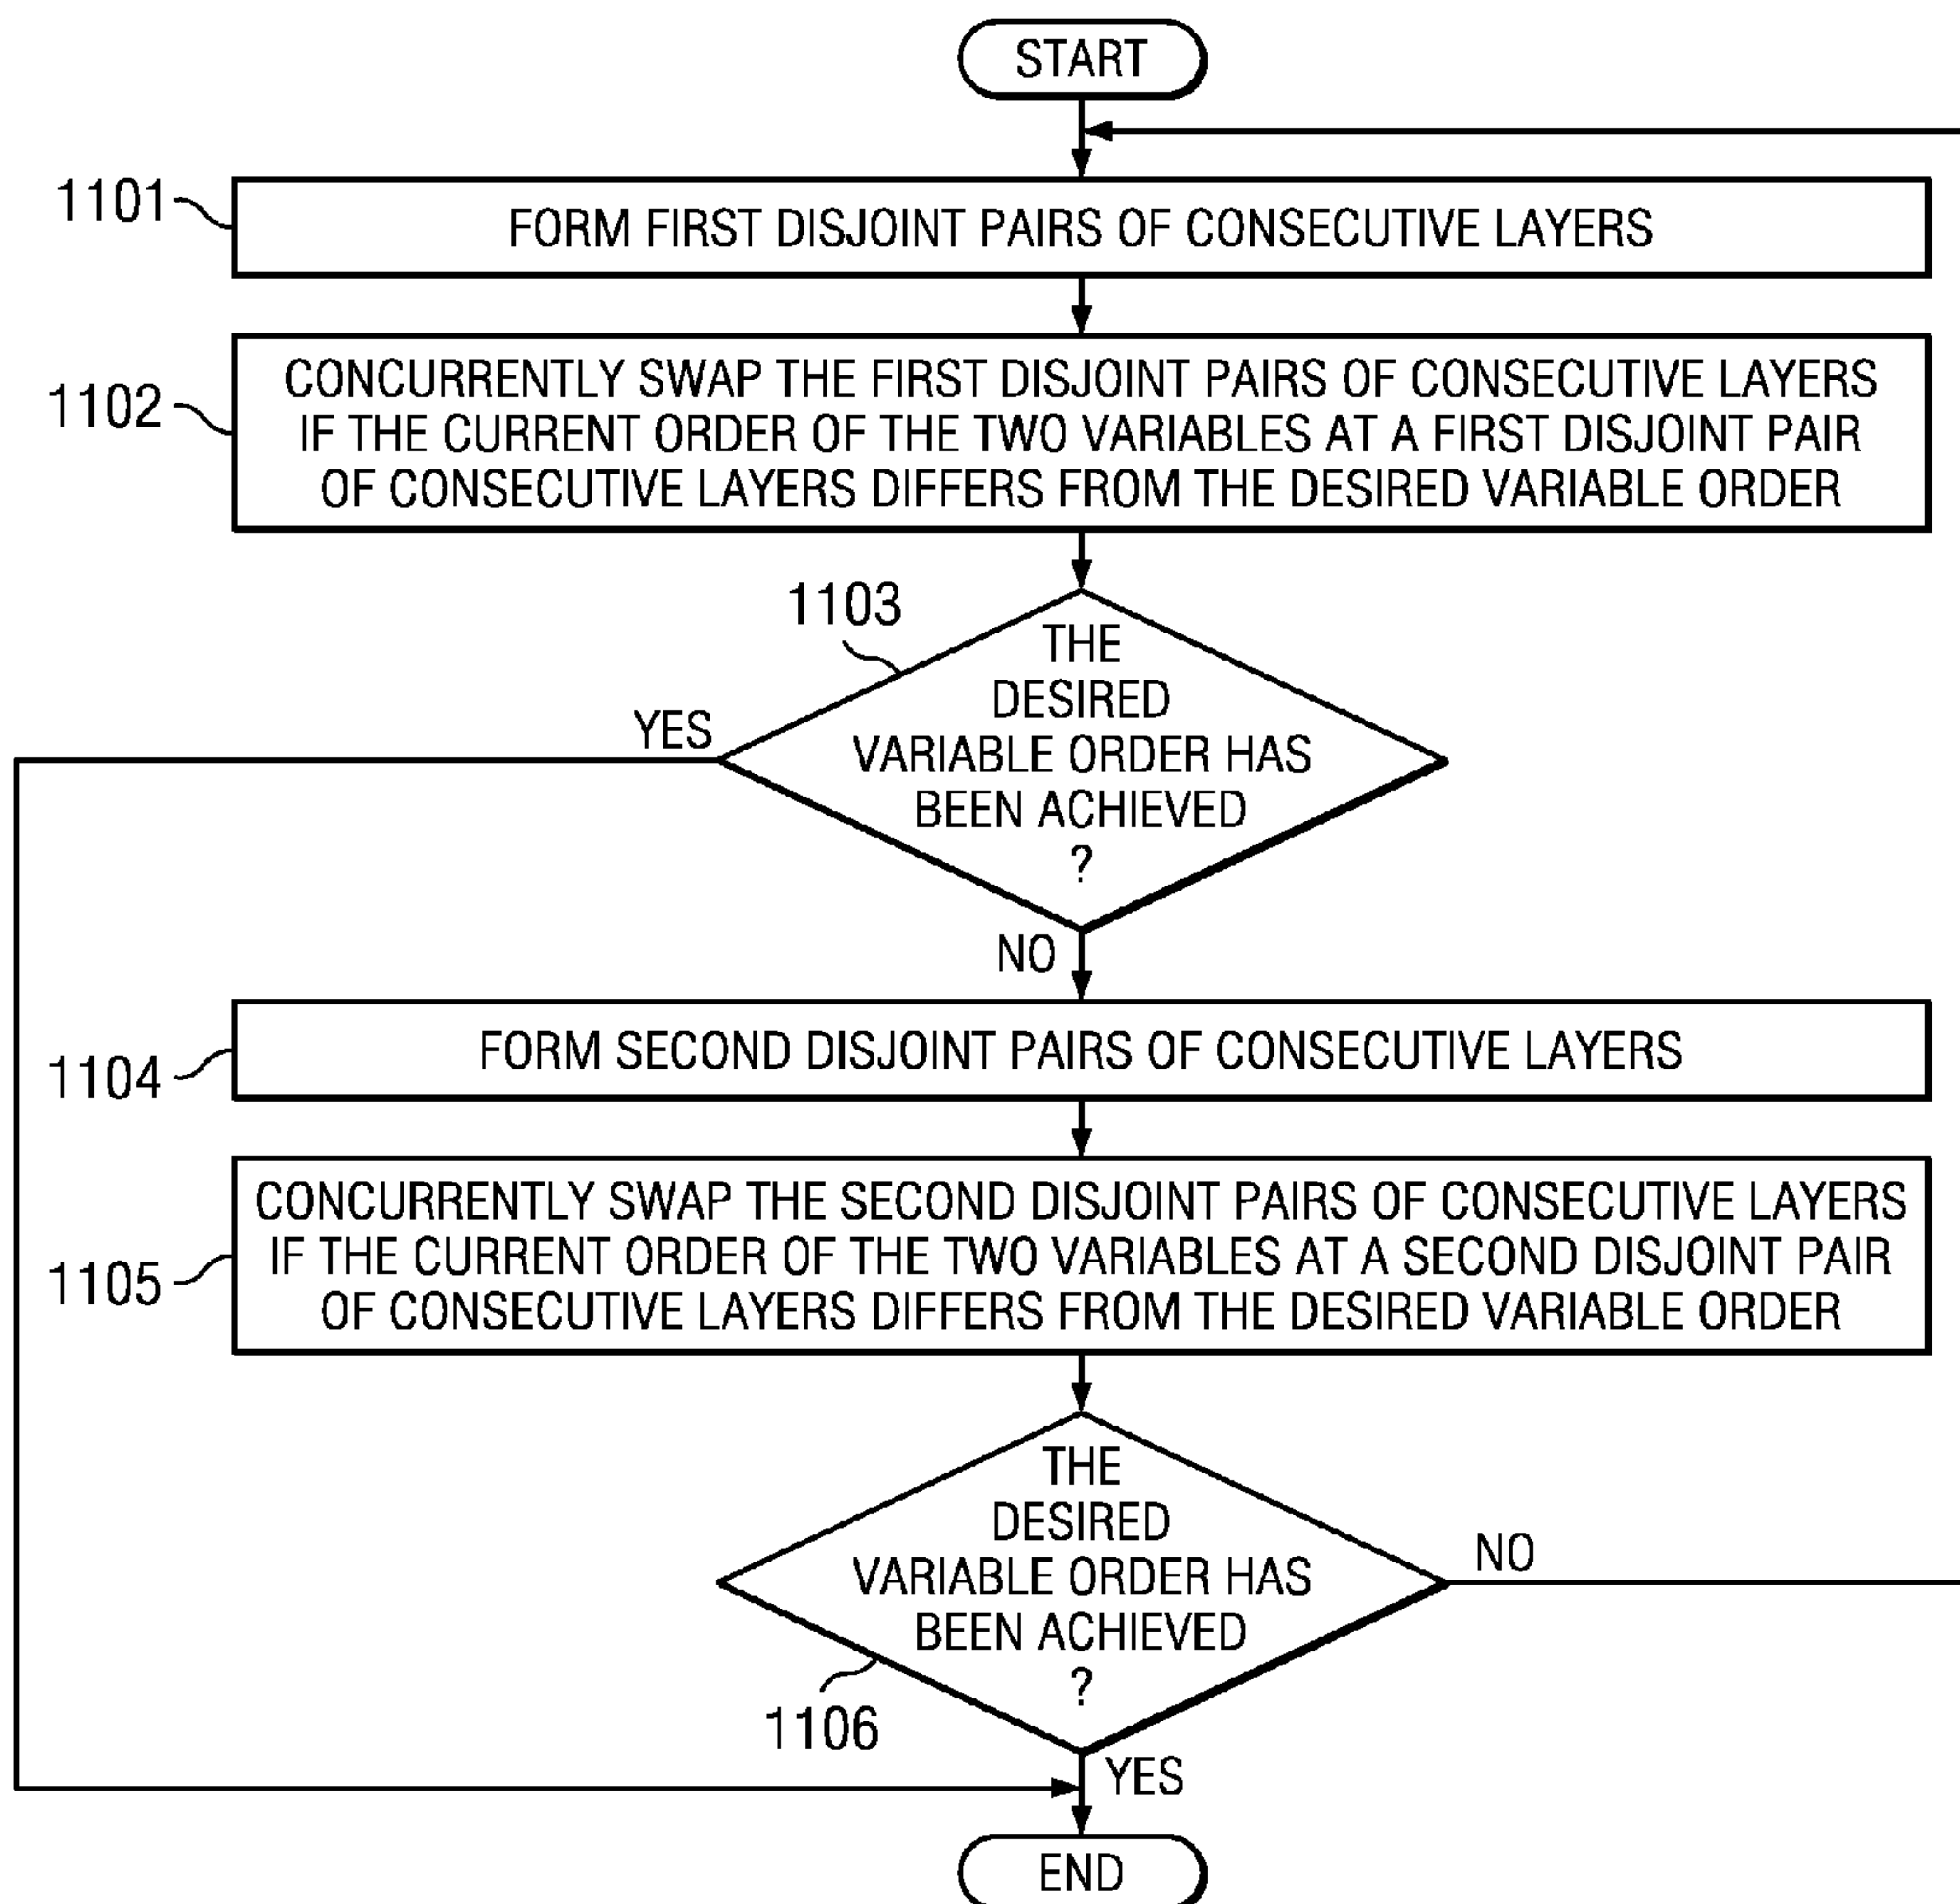 START
1101
FORM FIRST DISJOINT PAIRS OF CONSECUTIVE LAYERS
1102
CONCURRENTLY SWAP THE FIRST DISJOINT PAIRS OF CONSECUTIVE LAYERS
IF THE CURRENT ORDER OF THE TWO VARIABLES AT A FIRST DISJOINT PAIR
OF CONSECUTIVE LAYERS DIFFERS FROM THE DESIRED VARIABLE ORDER
1103
THE
DESIRED
VARIABLE ORDER HAS
BEEN ACHIEVED
?
YES
NO
1104
FORM SECOND DISJOINT PAIRS OF CONSECUTIVE LAYERS
1105
CONCURRENTLY SWAP THE SECOND DISJOINT PAIRS OF CONSECUTIVE LAYERS
IF THE CURRENT ORDER OF THE TWO VARIABLES AT A SECOND DISJOINT PAIR
OF CONSECUTIVE LAYERS DIFFERS FROM THE DESIRED VARIABLE ORDER
THE
DESIRED
VARIABLE ORDER HAS
BEEN ACHIEVED
?
NO
1106
YES
END